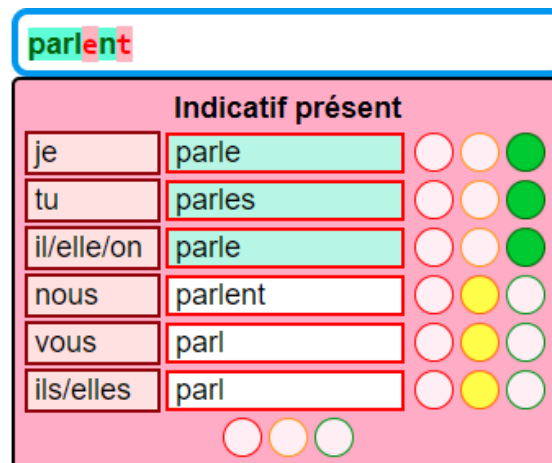 parlent
Indicatif présent
je parle
tu parles
il/elle/on parle
nous parlent
vous parl
ils/elles parl